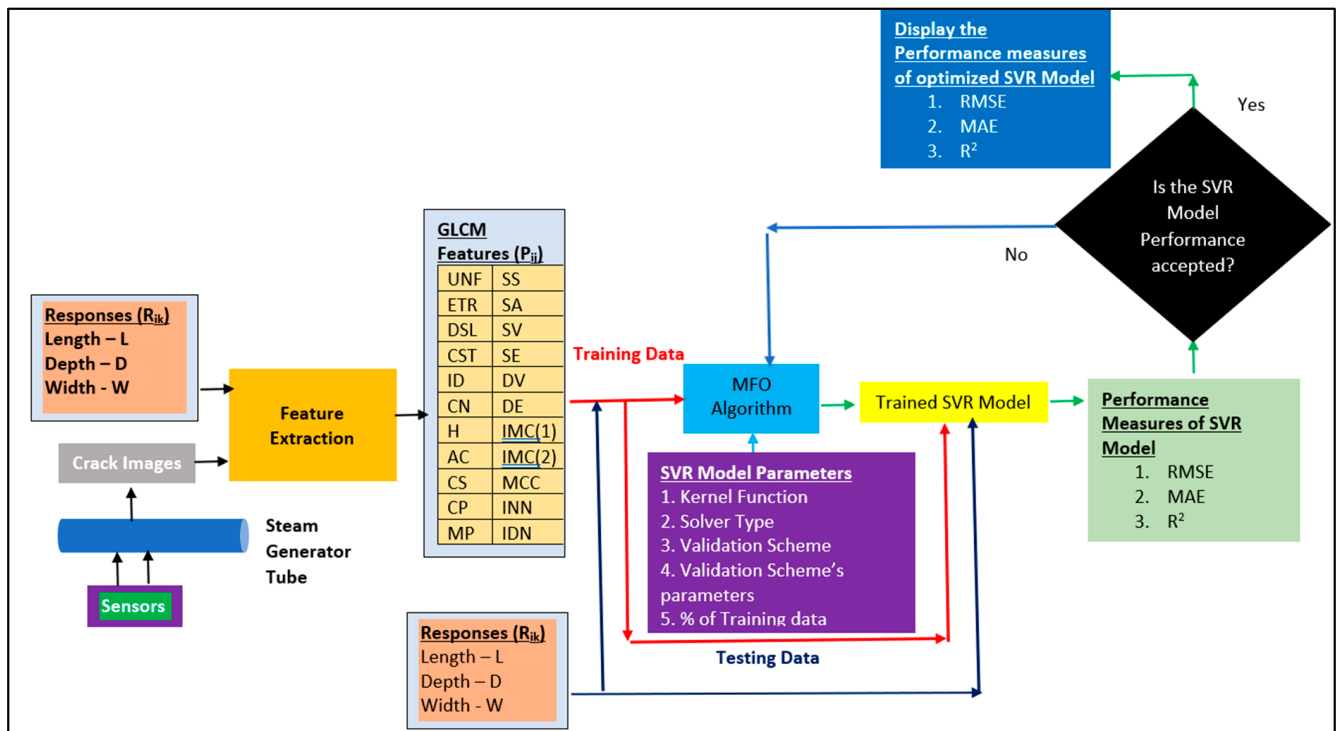 Responses (Rik)
Length – L
Depth – D
Width - W
Crack Images
Steam
Generator
Tube
Sensors
Feature
Extraction
GLCM
Features (Pij)
UNF SS
ETR SA
DSL SV
CST SE
ID DV
CN DE
H IMC(1)
AC IMC(2)
CS MCC
CP INN
MP IDN
Responses (Rik)
Length – L
Depth – D
Width - W
Training Data
Testing Data
MFO
Algorithm
SVR Model Parameters
1. Kernel Function
2. Solver Type
3. Validation Scheme
4. Validation Scheme's
parameters
5. % of Training data
Trained SVR Model
Performance
Measures of SVR
Model
1. RMSE
2. MAE
3. R²
Is the SVR
Model
Performance
accepted?
No
Yes
Display the
Performance measures
of optimized SVR Model
1. RMSE
2. MAE
3. R²